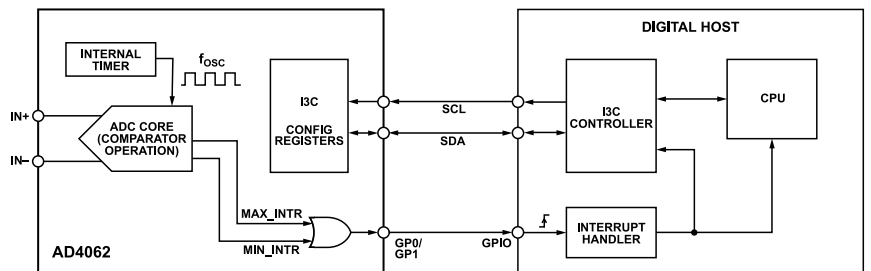 DIGITAL HOST
INTERNAL
TIMER
fOSC
I3C
CONFIG
REGISTERS
SCL
SDA
I3C
CONTROLLER
CPU
IN+
IN–
ADC CORE
(COMPARATOR
OPERATION)
MAX_INTR
MIN_INTR
GP0/
GP1
GPIO
INTERRUPT
HANDLER
AD4062